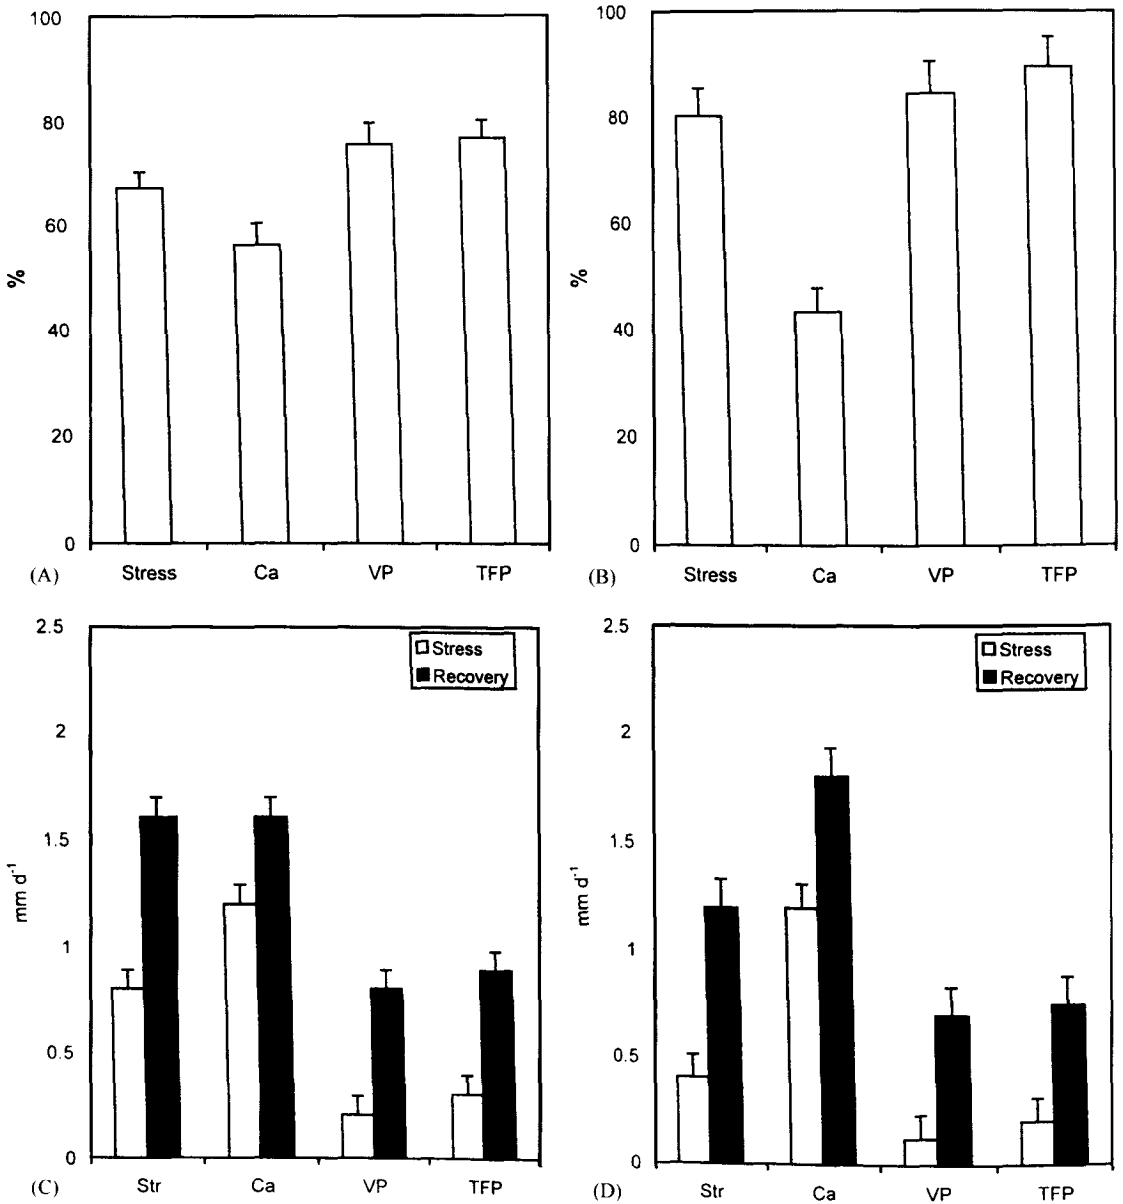 100
80
60
40
20
0
%
Stress Ca VP TFP
(A)
100
80
60
40
20
0
%
Stress Ca VP TFP
(B)
2.5
2
1.5
1
0.5
0
mm d⁻¹
Stress
Recovery
Str Ca VP TFP
(C)
2.5
2
1.5
1
0.5
0
mm d⁻¹
Stress
Recovery
Str Ca VP TFP
(D)